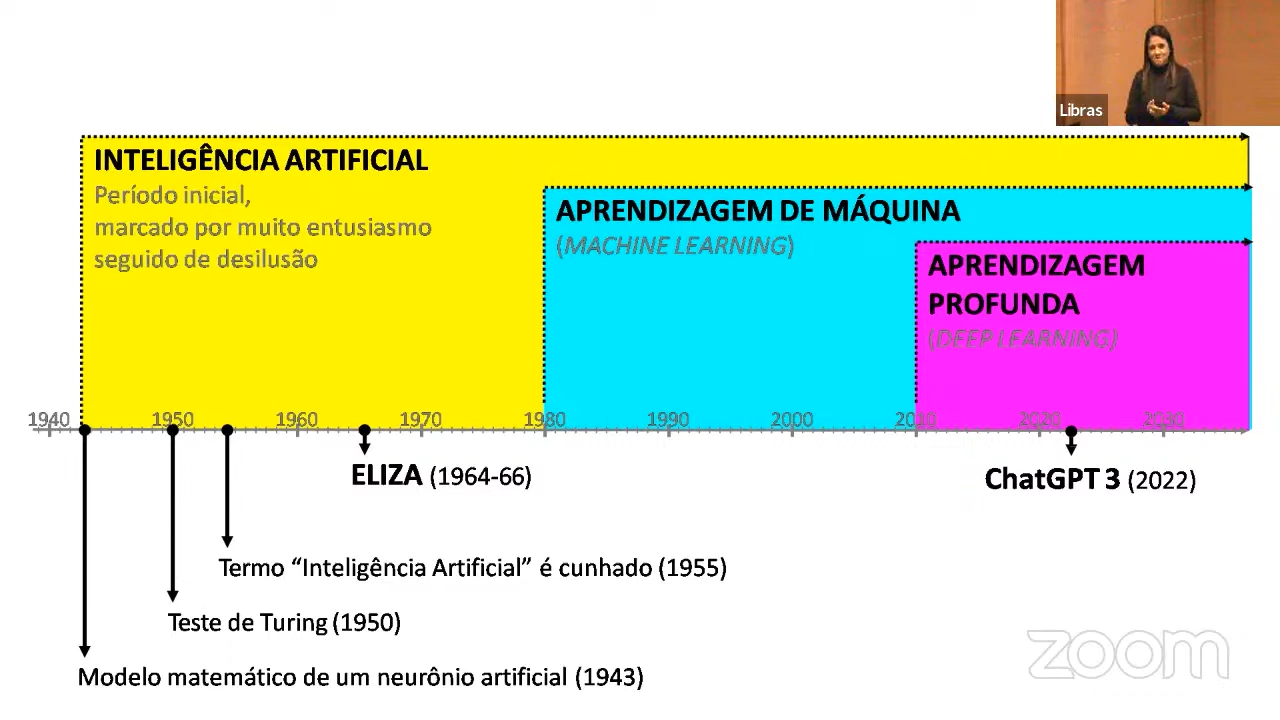 Libras
INTELIGÊNCIA ARTIFICIAL
Período inicial,
marcado por muito entusiasmo
seguido de desilusão
APRENDIZAGEM DE MÁQUINA
(MACHINE LEARNING)
APRENDIZAGEM
PROFUNDA
(DEEP LEARNING)
1940 1950 1960 1970 1980 1990 2000 2010 2020 2030
ELIZA (1964-66)
ChatGPT 3 (2022)
Termo “Inteligência Artificial” é cunhado (1955)
Teste de Turing (1950)
Modelo matemático de um neurônio artificial (1943)
zoom